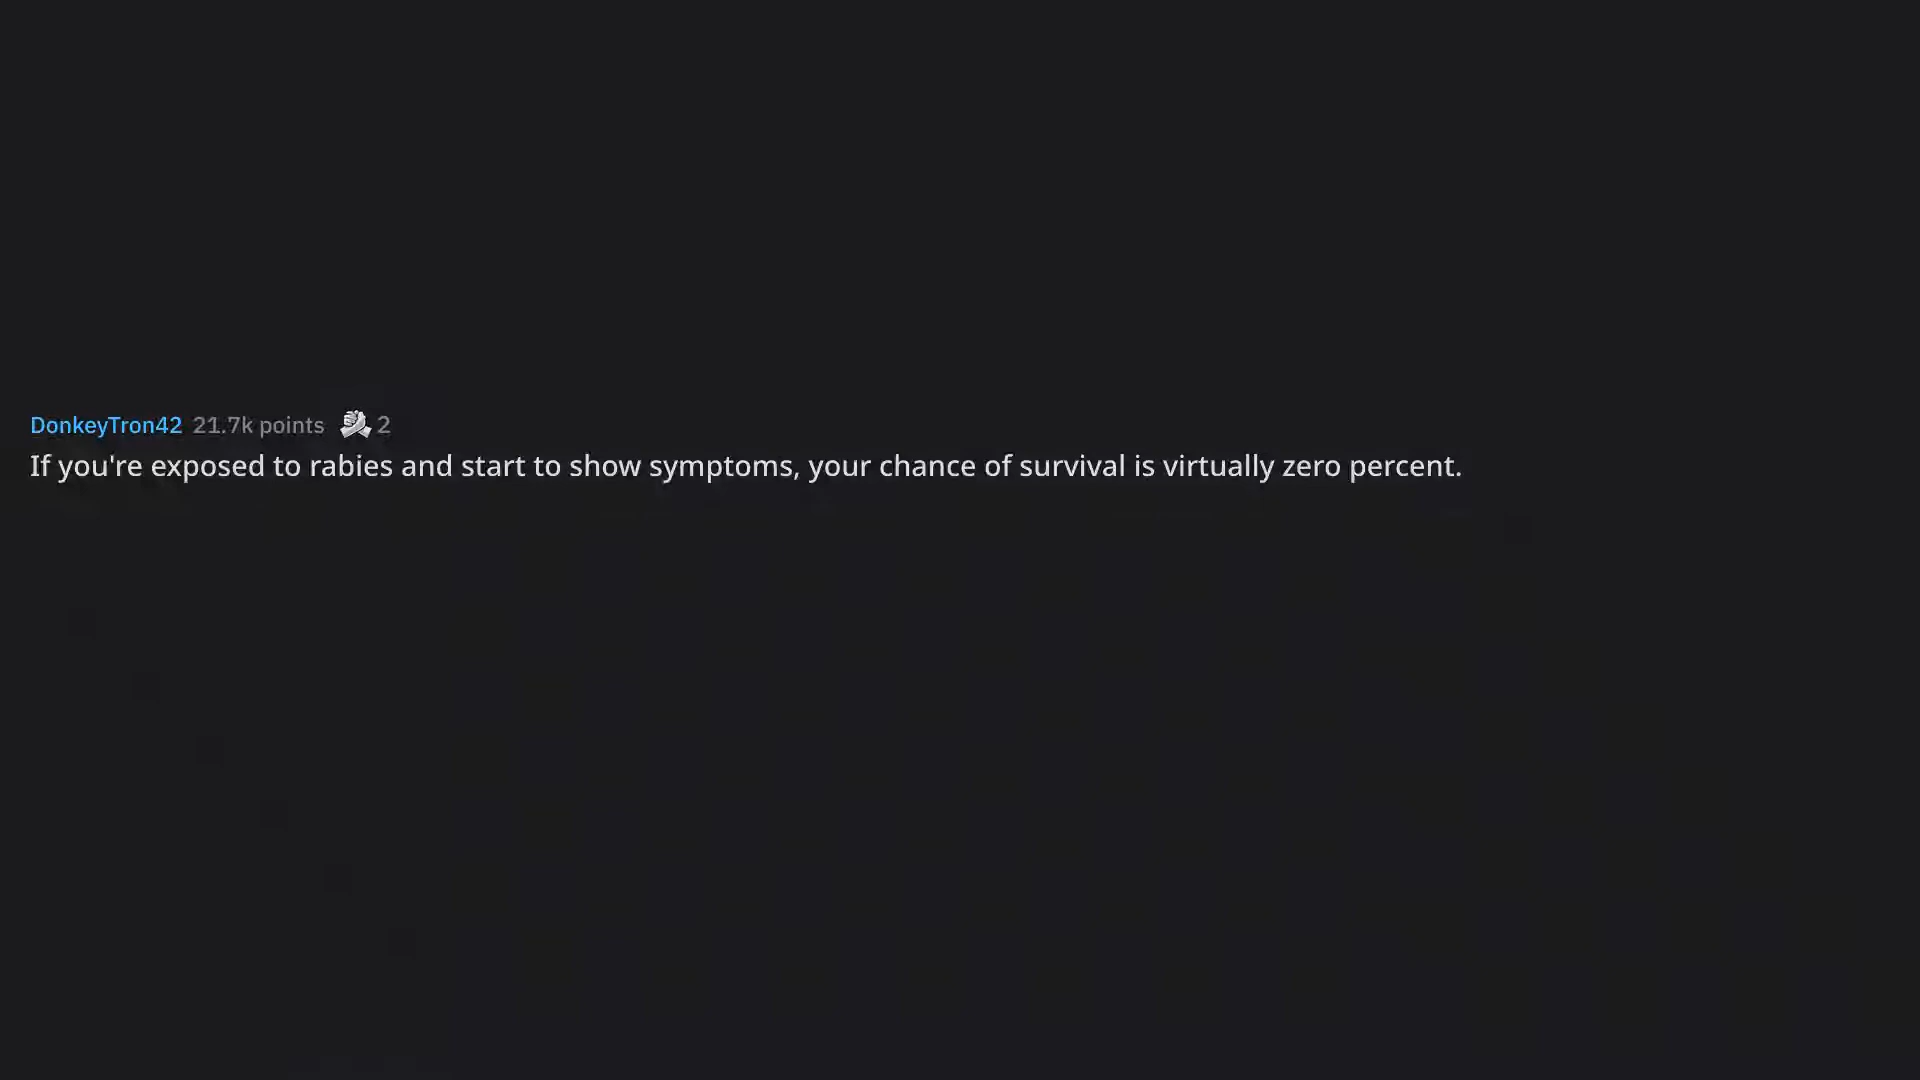 DonkeyTron42 21.7k points 2
If you're exposed to rabies and start to show symptoms, your chance of survival is virtually zero percent.